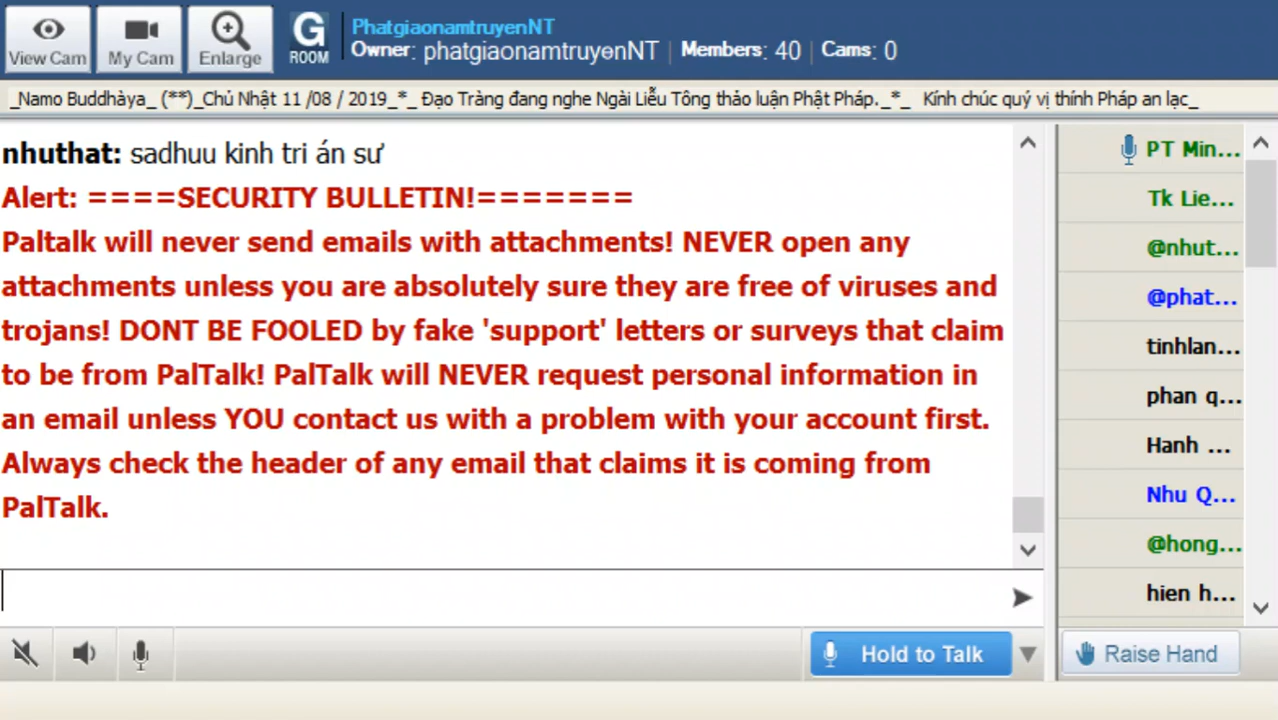 View Cam
My Cam
Enlarge
G
ROOM
PhatgiaonamtruyenNT
Owner: phatgiaonamtruyenNT | Members: 40 | Cams: 0
_Namo Buddhàya_ (**)_Chủ Nhật 11 /08 / 2019_*_ Đạo Tràng đang nghe Ngài Liễu Tông thảo luận Phật Pháp._*_ Kính chúc quý vị thính Pháp an lạc_
nhuthat: sadhuu kinh tri án sư
Alert: ====SECURITY BULLETIN!=======
Paltalk will never send emails with attachments! NEVER open any
attachments unless you are absolutely sure they are free of viruses and
trojans! DONT BE FOOLED by fake 'support' letters or surveys that claim
to be from PalTalk! PalTalk will NEVER request personal information in
an email unless YOU contact us with a problem with your account first.
Always check the header of any email that claims it is coming from
PalTalk.
PT Min...
Tk Lie...
@nhut...
@phat...
tinhlan...
phan q...
Hanh ...
Nhu Q...
@hong...
hien h...
Hold to Talk
Raise Hand